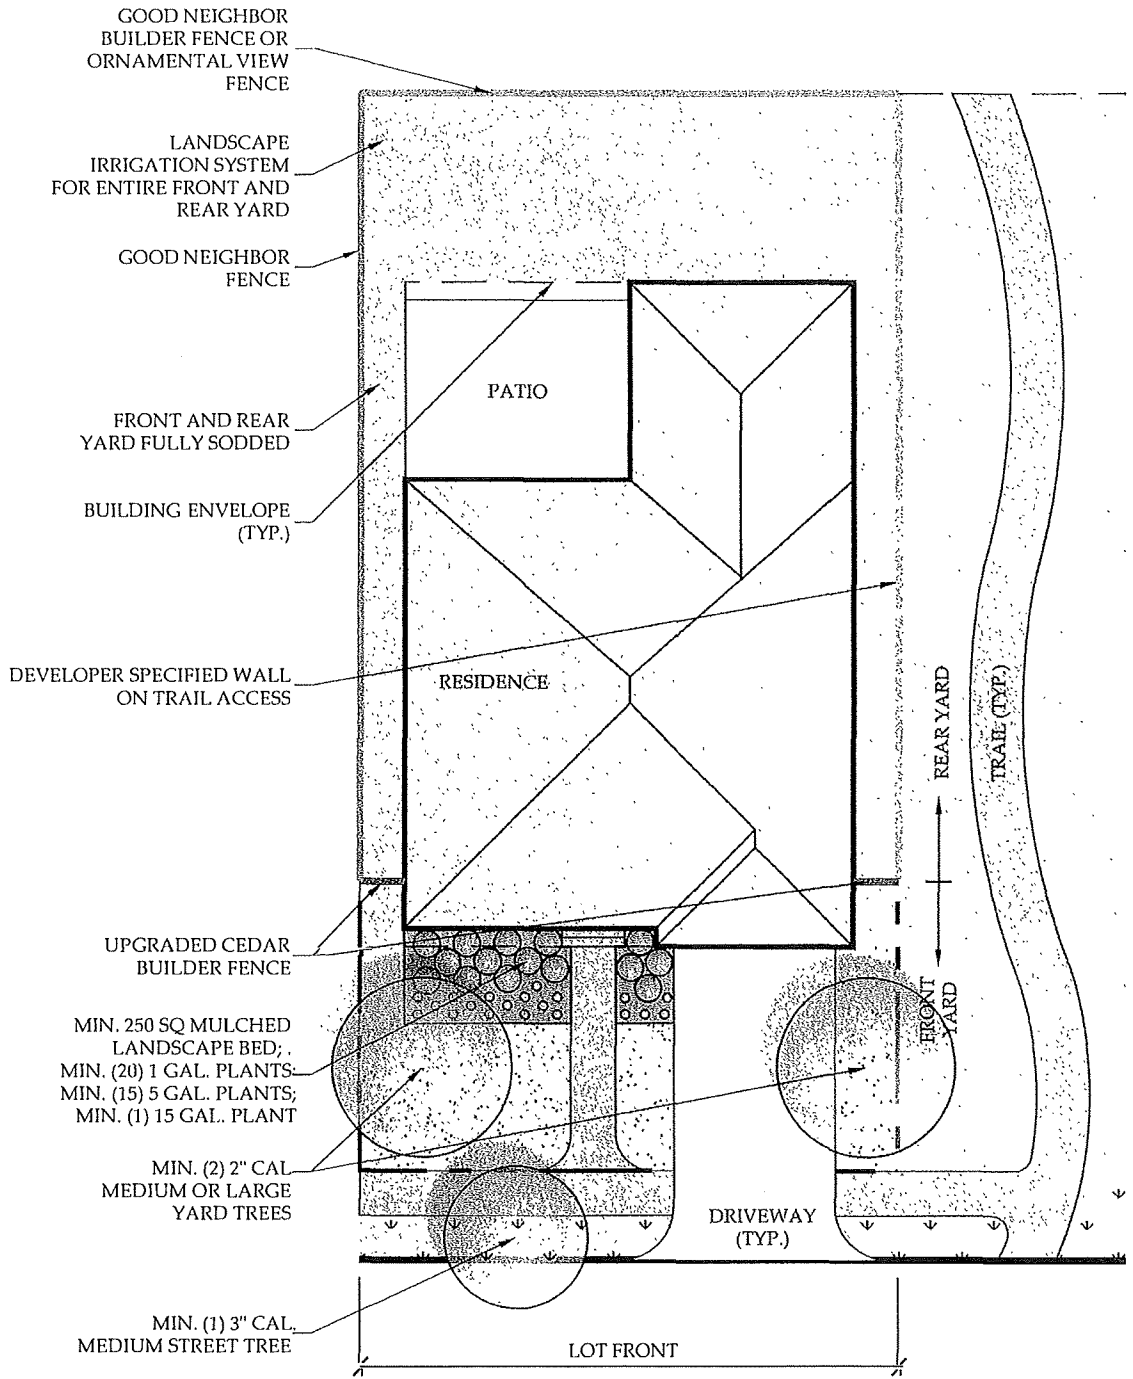 GOOD NEIGHBOR
BUILDER FENCE OR
ORNAMENTAL VIEW
FENCE
LANDSCAPE
IRRIGATION SYSTEM
FOR ENTIRE FRONT AND
REAR YARD
GOOD NEIGHBOR
FENCE
PATIO
FRONT AND REAR
YARD FULLY SODDED
BUILDING ENVELOPE
(TYP.)
DEVELOPER SPECIFIED WALL
ON TRAIL ACCESS
RESIDENCE
REAR YARD
TRAIL (TYP.)
UPGRADED CEDAR
BUILDER FENCE
FRONT
YARD
MIN. 250 SQ MULCHED
LANDSCAPE BED; .
MIN. (20) 1 GAL. PLANTS
MIN. (15) 5 GAL. PLANTS;
MIN. (1) 15 GAL. PLANT
MIN. (2) 2" CAL
MEDIUM OR LARGE
YARD TREES
DRIVEWAY
(TYP.)
MIN. (1) 3" CAL.
MEDIUM STREET TREE
LOT FRONT